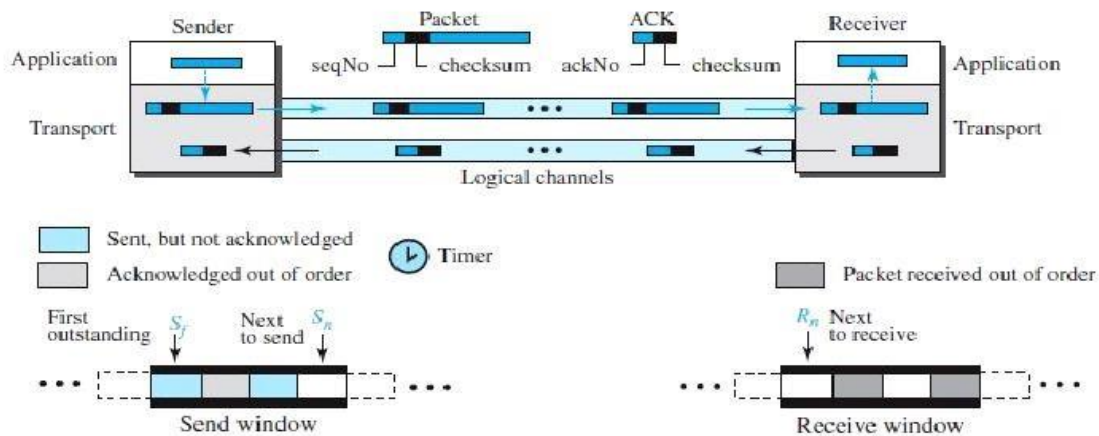 Sender
Packet
ACK
Receiver
Application
seqNo
checksum
ackNo
checksum
Application
Transport
Transport
Logical channels
Sent, but not acknowledged
Timer
Acknowledged out of order
Packet received out of order
First outstanding
Sf
Next to send
Sn
Rn
Next to receive
Send window
Receive window